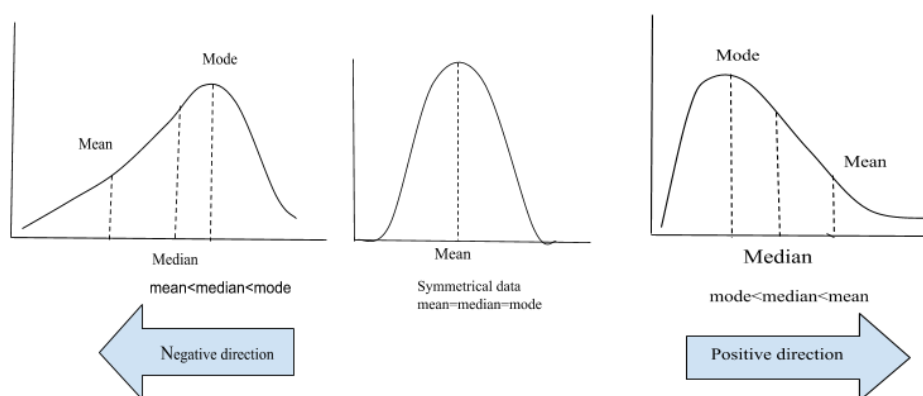 Mode
Mean
Median
mean<median<mode
Negative direction
Mean
Symmetrical data
mean=median=mode
Mode
Mean
Median
mode<median<mean
Positive direction